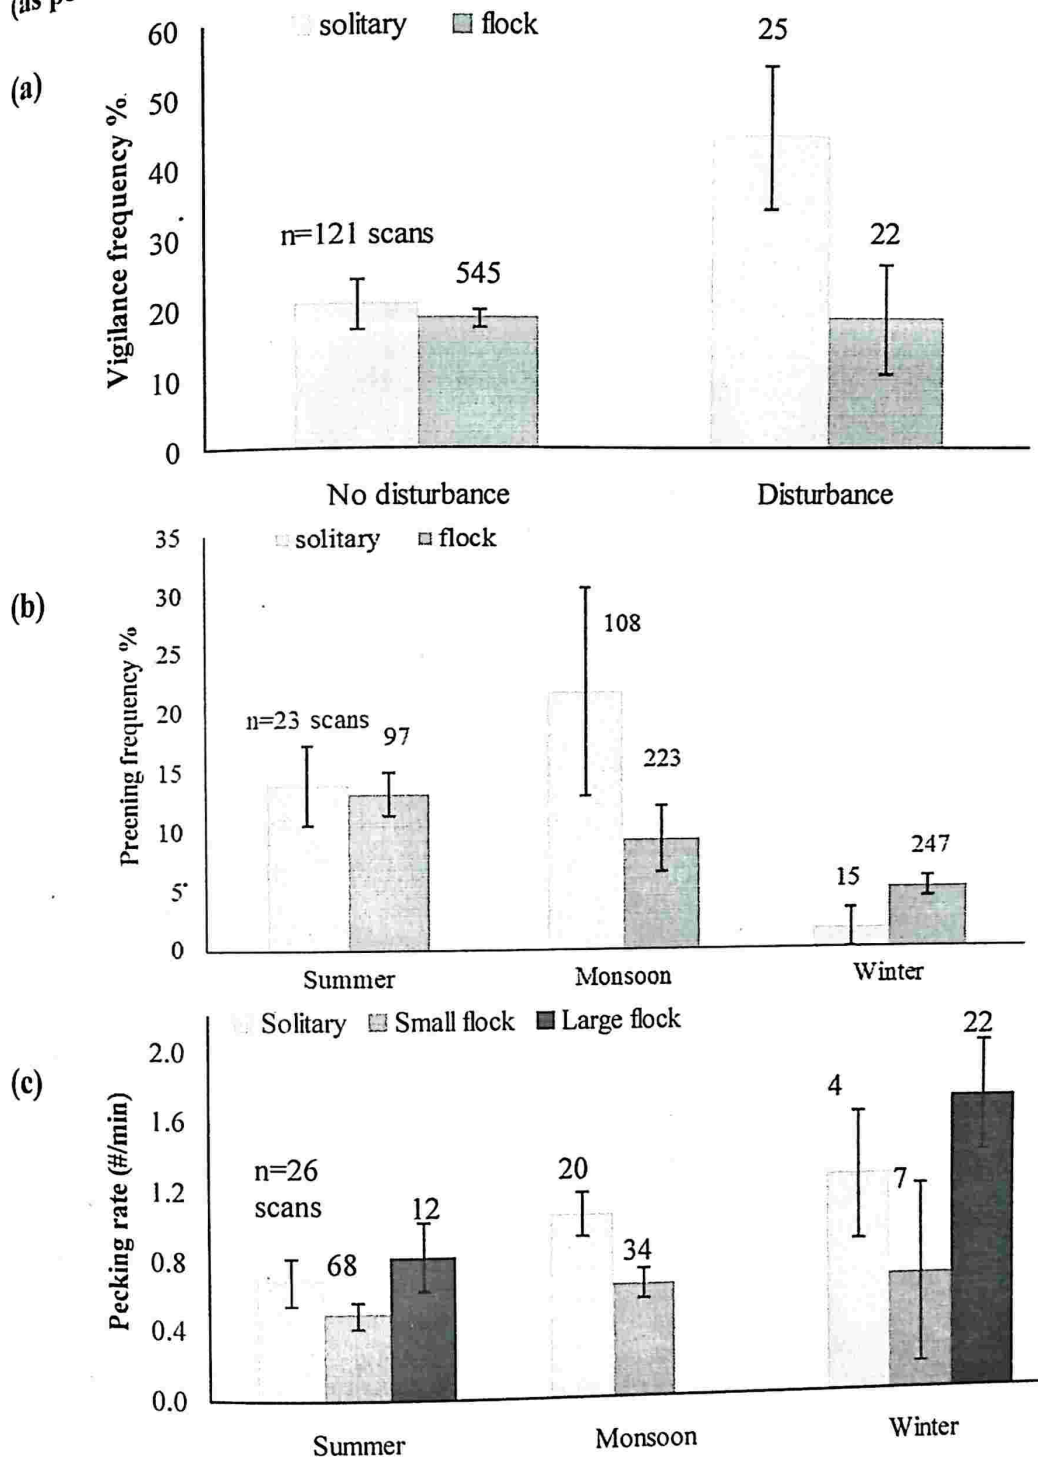 (as p
(a)
solitary flock
Vigilance frequency %
60
50
40
30
20
10
0
n=121 scans
545
25
22
No disturbance Disturbance
(b)
solitary flock
Preening frequency %
35
30
25
20
15
10
5
0
n=23 scans
97
108
223
15
247
Summer Monsoon Winter
(c)
Solitary Small flock Large flock
Pecking rate (#/min)
2.0
1.6
1.2
0.8
0.4
0.0
n=26
scans
68
12
20
34
4
7
22
Summer Monsoon Winter